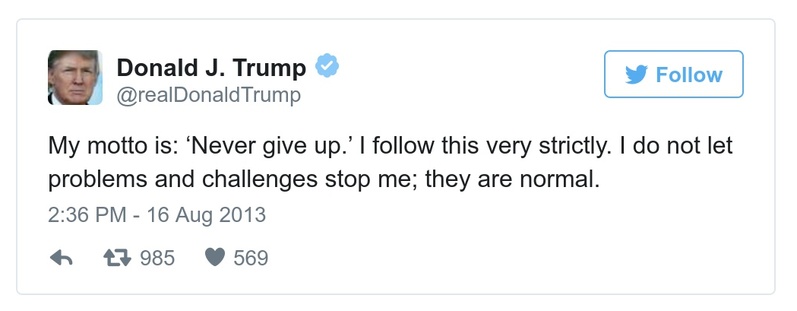 Donald J. Trump
@realDonaldTrump
Follow
My motto is: ‘Never give up.’ I follow this very strictly. I do not let
problems and challenges stop me; they are normal.
2:36 PM - 16 Aug 2013
985 569